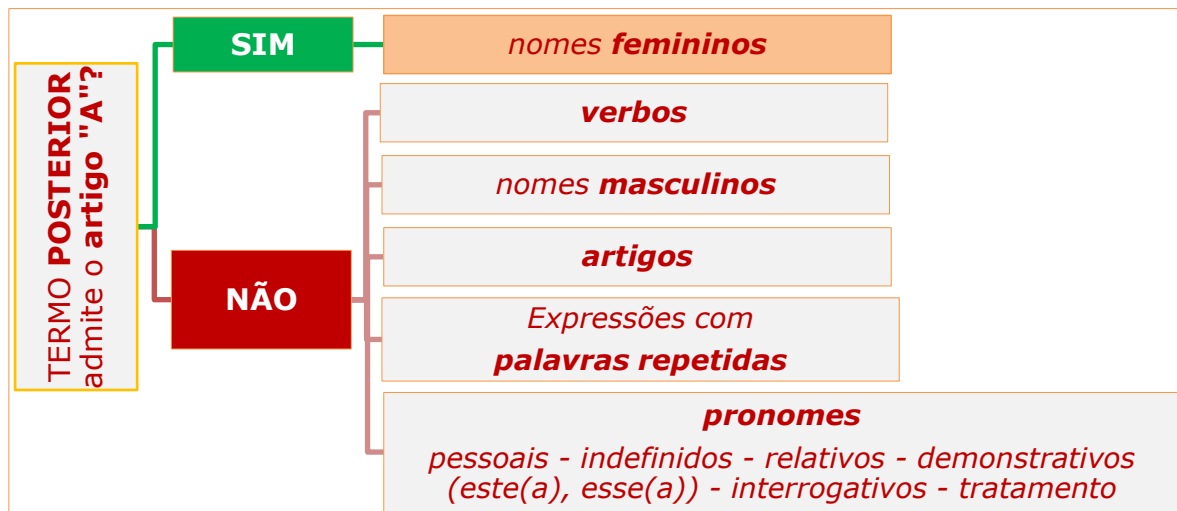 TERMO POSTERIOR
admite o artigo "A"?
SIM
nomes femininos
NÃO
verbos
nomes masculinos
artigos
Expressões com
palavras repetidas
pronomes
pessoais - indefinidos - relativos - demonstrativos
(este(a), esse(a)) - interrogativos - tratamento